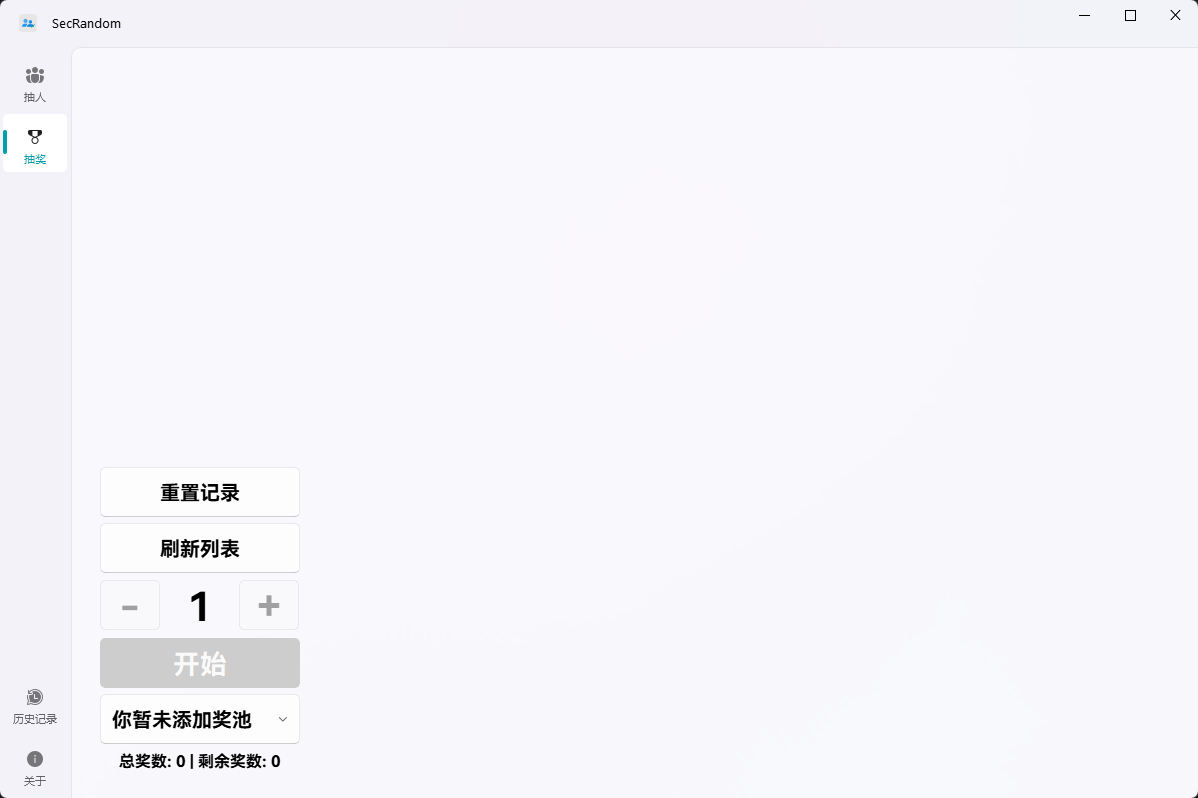 SecRandom
抽人
抽奖
重置记录
刷新列表
- 1 +
开始
你暂未添加奖池
总奖数: 0 | 剩余奖数: 0
历史记录
关于